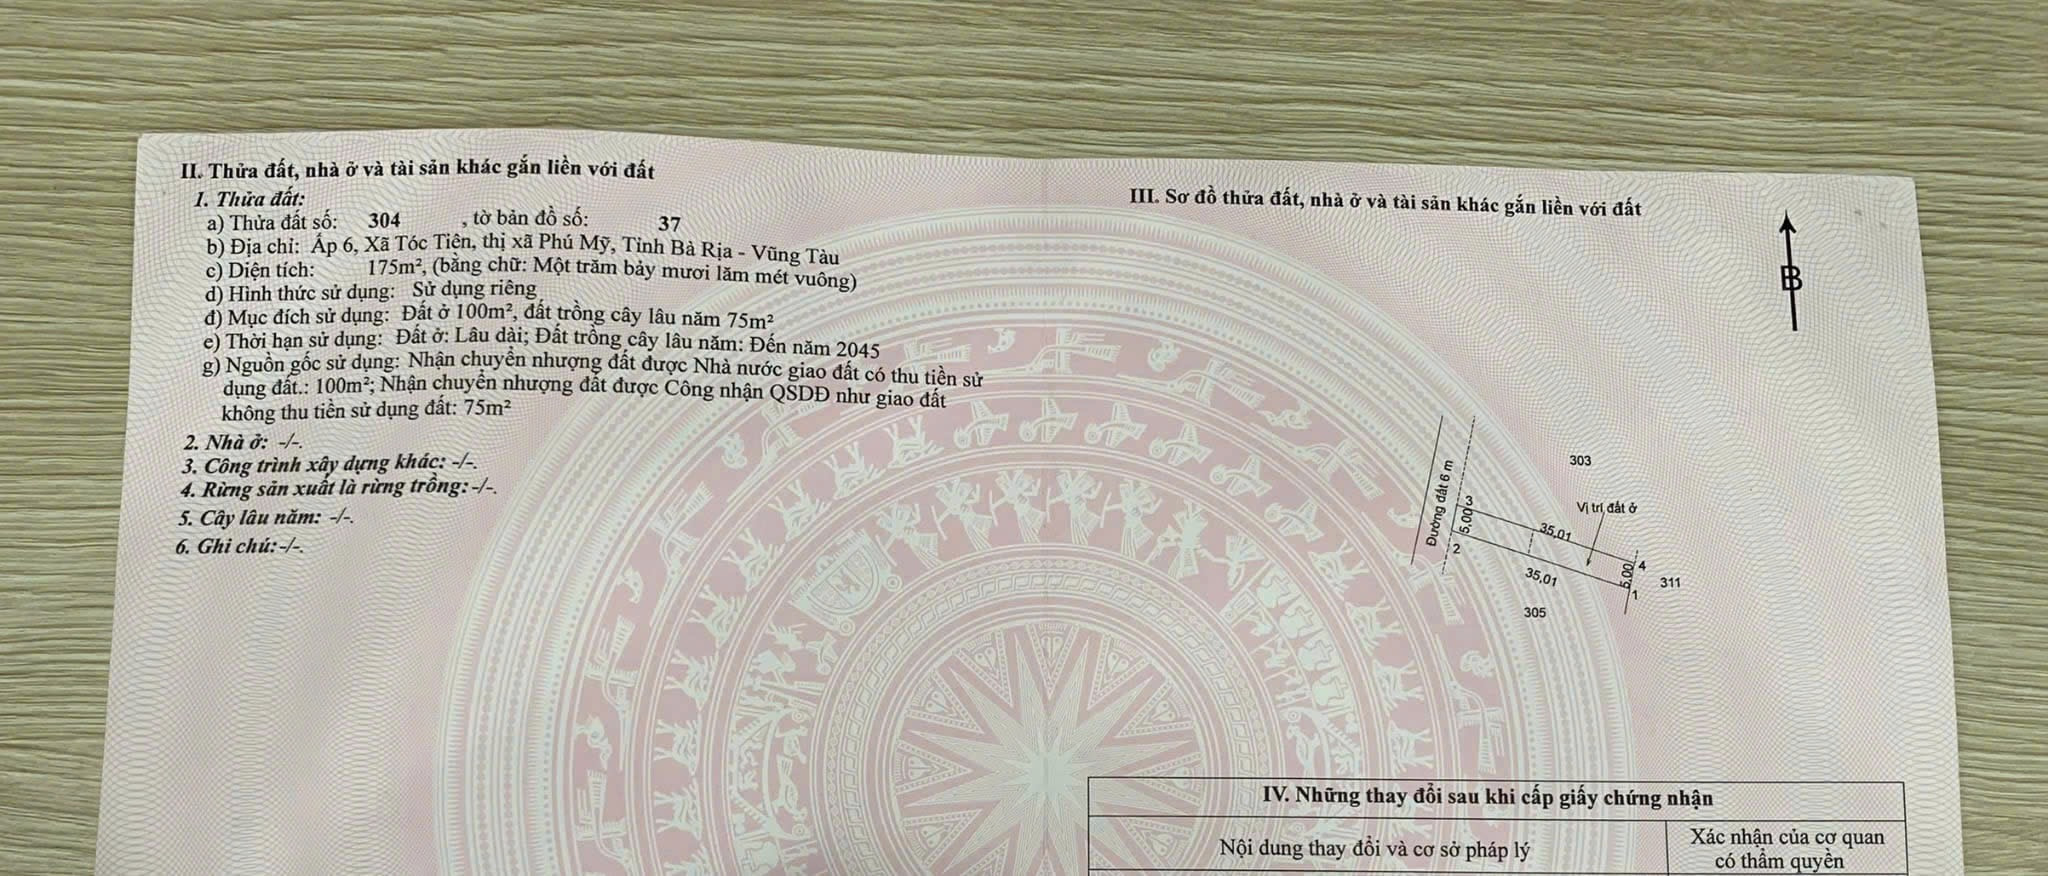 II. Thửa đất, nhà ở và tài sản khác gắn liền với đất
1. Thửa đất:
a) Thửa đất số: 304 , tờ bản đồ số: 37
b) Địa chỉ: Ấp 6, Xã Tóc Tiên, thị xã Phú Mỹ, Tỉnh Bà Rịa - Vũng Tàu
c) Diện tích: 175m², (bằng chữ: Một trăm bảy mươi lăm mét vuông)
d) Hình thức sử dụng: Sử dụng riêng
đ) Mục đích sử dụng: Đất ở 100m², đất trồng cây lâu năm 75m²
e) Thời hạn sử dụng: Đất ở: Lâu dài; Đất trồng cây lâu năm: Đến năm 2045
g) Nguồn gốc sử dụng: Nhận chuyển nhượng đất được Nhà nước giao đất có thu tiền sử
dụng đất.: 100m²; Nhận chuyển nhượng đất được Công nhận QSDĐ như giao đất
không thu tiền sử dụng đất: 75m²
2. Nhà ở: -/-.
3. Công trình xây dựng khác: -/-.
4. Rừng sản xuất là rừng trồng: -/-.
5. Cây lâu năm: -/-.
6. Ghi chú: -/-.
III. Sơ đồ thửa đất, nhà ở và tài sản khác gắn liền với đất
B
303
Đường đất 6 m
Vị trí đất ở
3
5,00
35,01
2
4
5,00
35,01
311
1
305
IV. Những thay đổi sau khi cấp giấy chứng nhận
Nội dung thay đổi và cơ sở pháp lý
Xác nhận của cơ quan
có thẩm quyền